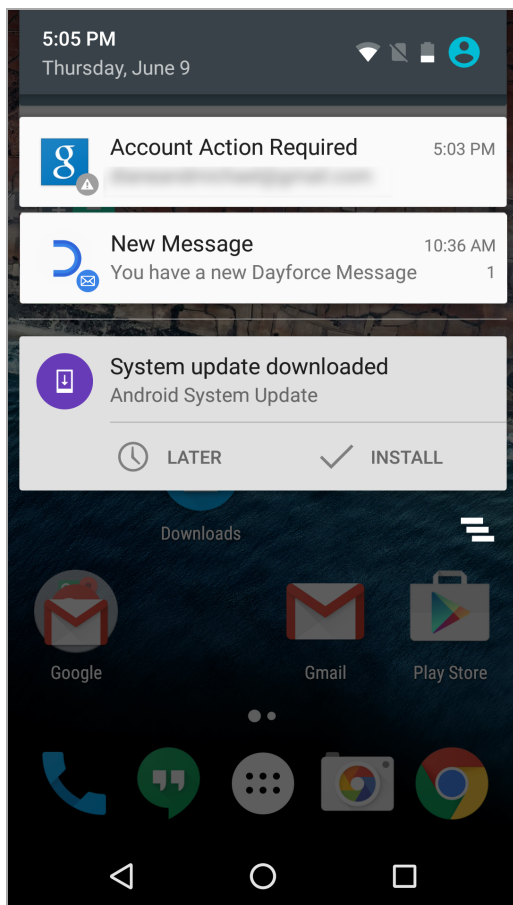 5:05 PM
Thursday, June 9
Account Action Required 5:03 PM
New Message 10:36 AM
You have a new Dayforce Message 1
System update downloaded
Android System Update
LATER INSTALL
Downloads
Google Gmail Play Store